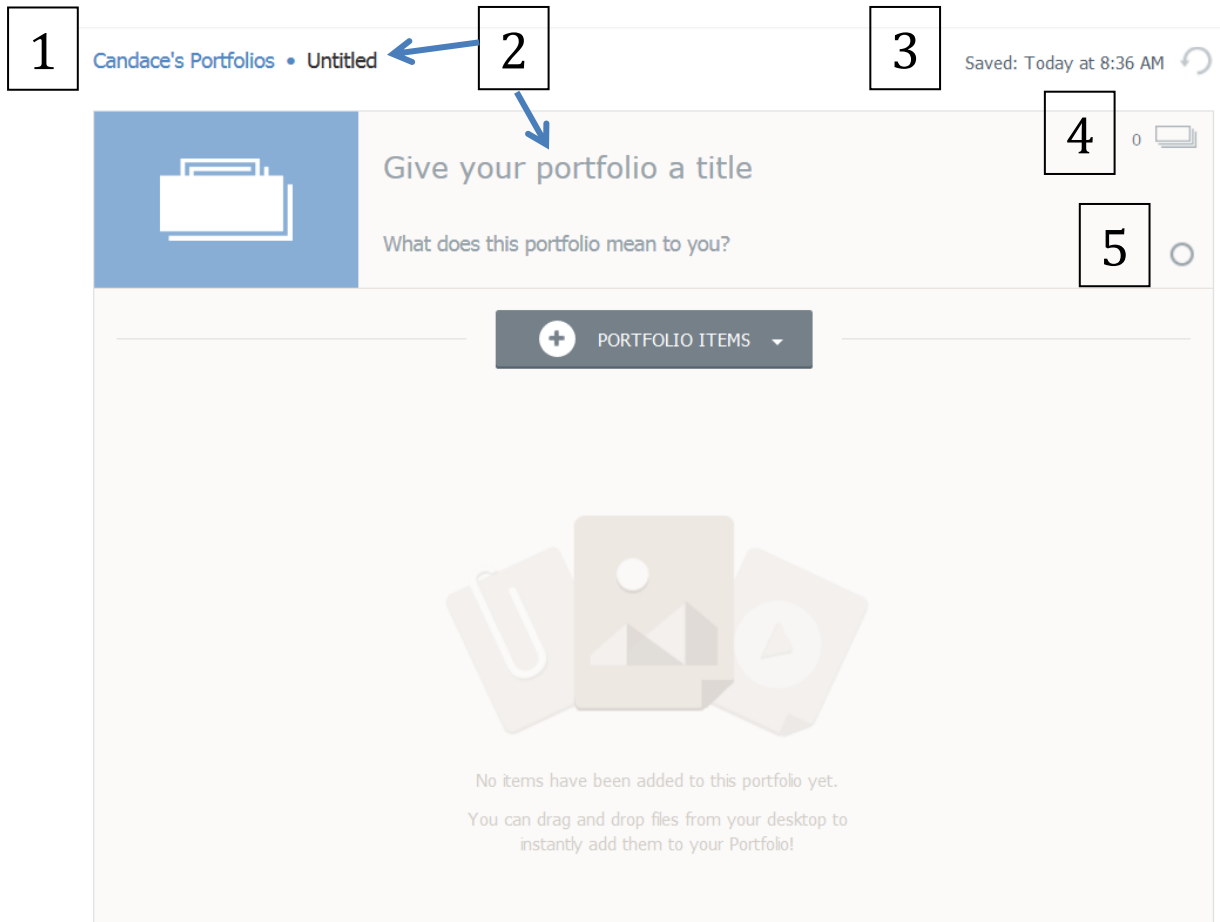 1 Candace's Portfolios • Untitled 2 3 Saved: Today at 8:36 AM
4 0
Give your portfolio a title
What does this portfolio mean to you? 5
PORTFOLIO ITEMS
No items have been added to this portfolio yet.
You can drag and drop files from your desktop to
instantly add them to your Portfolio!